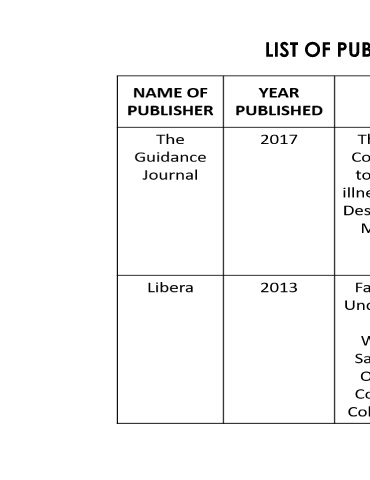 LIST OF PUB
NAME OF
PUBLISHER
YEAR
PUBLISHED
The
Guidance
Journal
2017
Th
Co
to
illne
Des
M
Libera
2013
Fa
Und
W
Sa
O
Co
Col